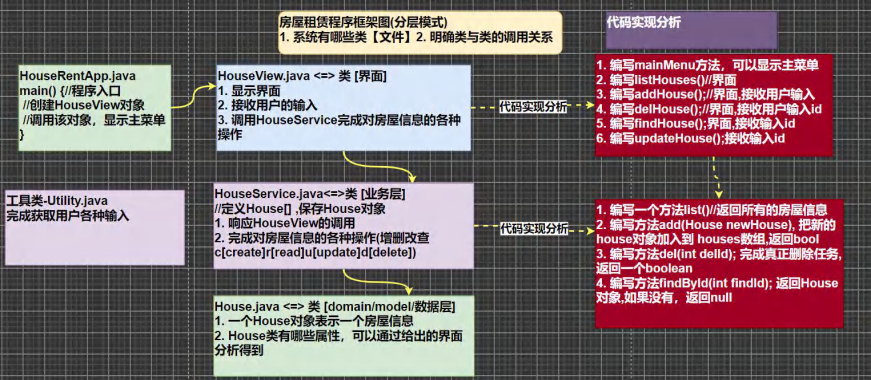 房屋租赁程序框架图(分层模式)
1. 系统有哪些类【文件】2. 明确类与类的调用关系
代码实现分析
HouseRentApp.java
main() {//程序入口
//创建HouseView对象
//调用该对象，显示主菜单
}
HouseView.java <=> 类 [界面]
1. 显示界面
2. 接收用户的输入
3. 调用HouseService完成对房屋信息的各种
操作
代码实现分析
1. 编写mainMenu方法，可以显示主菜单
2. 编写listHouses()//界面
3. 编写addHouse();//界面,接收用户输入
4. 编写delHouse();//界面,接收用户输入id
5. 编写findHouse();界面,接收输入id
6. 编写updateHouse();接收输入id
工具类-Utility.java
完成获取用户各种输入
HouseService.java<=>类 [业务层]
//定义House[] ,保存House对象
1. 响应HouseView的调用
2. 完成对房屋信息的各种操作(增删改查
c[create]r[read]u[update]d[delete])
代码实现分析
1. 编写一个方法list()//返回所有的房屋信息
2. 编写方法add(House newHouse), 把新的
house对象加入到 houses数组,返回bool
3. 编写方法del(int delId); 完成真正删除任务,
返回一个boolean
4. 编写方法findById(int findId); 返回House
对象,如果没有，返回null
House.java <=> 类 [domain/model/数据层]
1. 一个House对象表示一个房屋信息
2. House类有哪些属性，可以通过给出的界面
分析得到